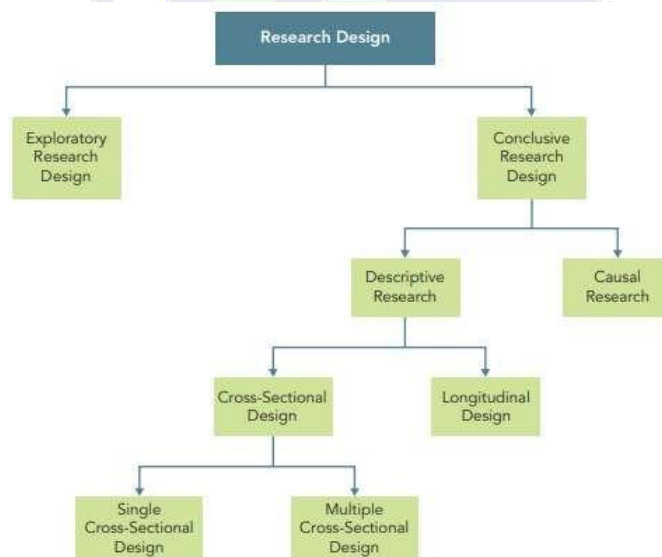 Research Design
Exploratory
Research
Design
Conclusive
Research
Design
Descriptive
Research
Causal
Research
Cross-Sectional
Design
Longitudinal
Design
Single
Cross-Sectional
Design
Multiple
Cross-Sectional
Design